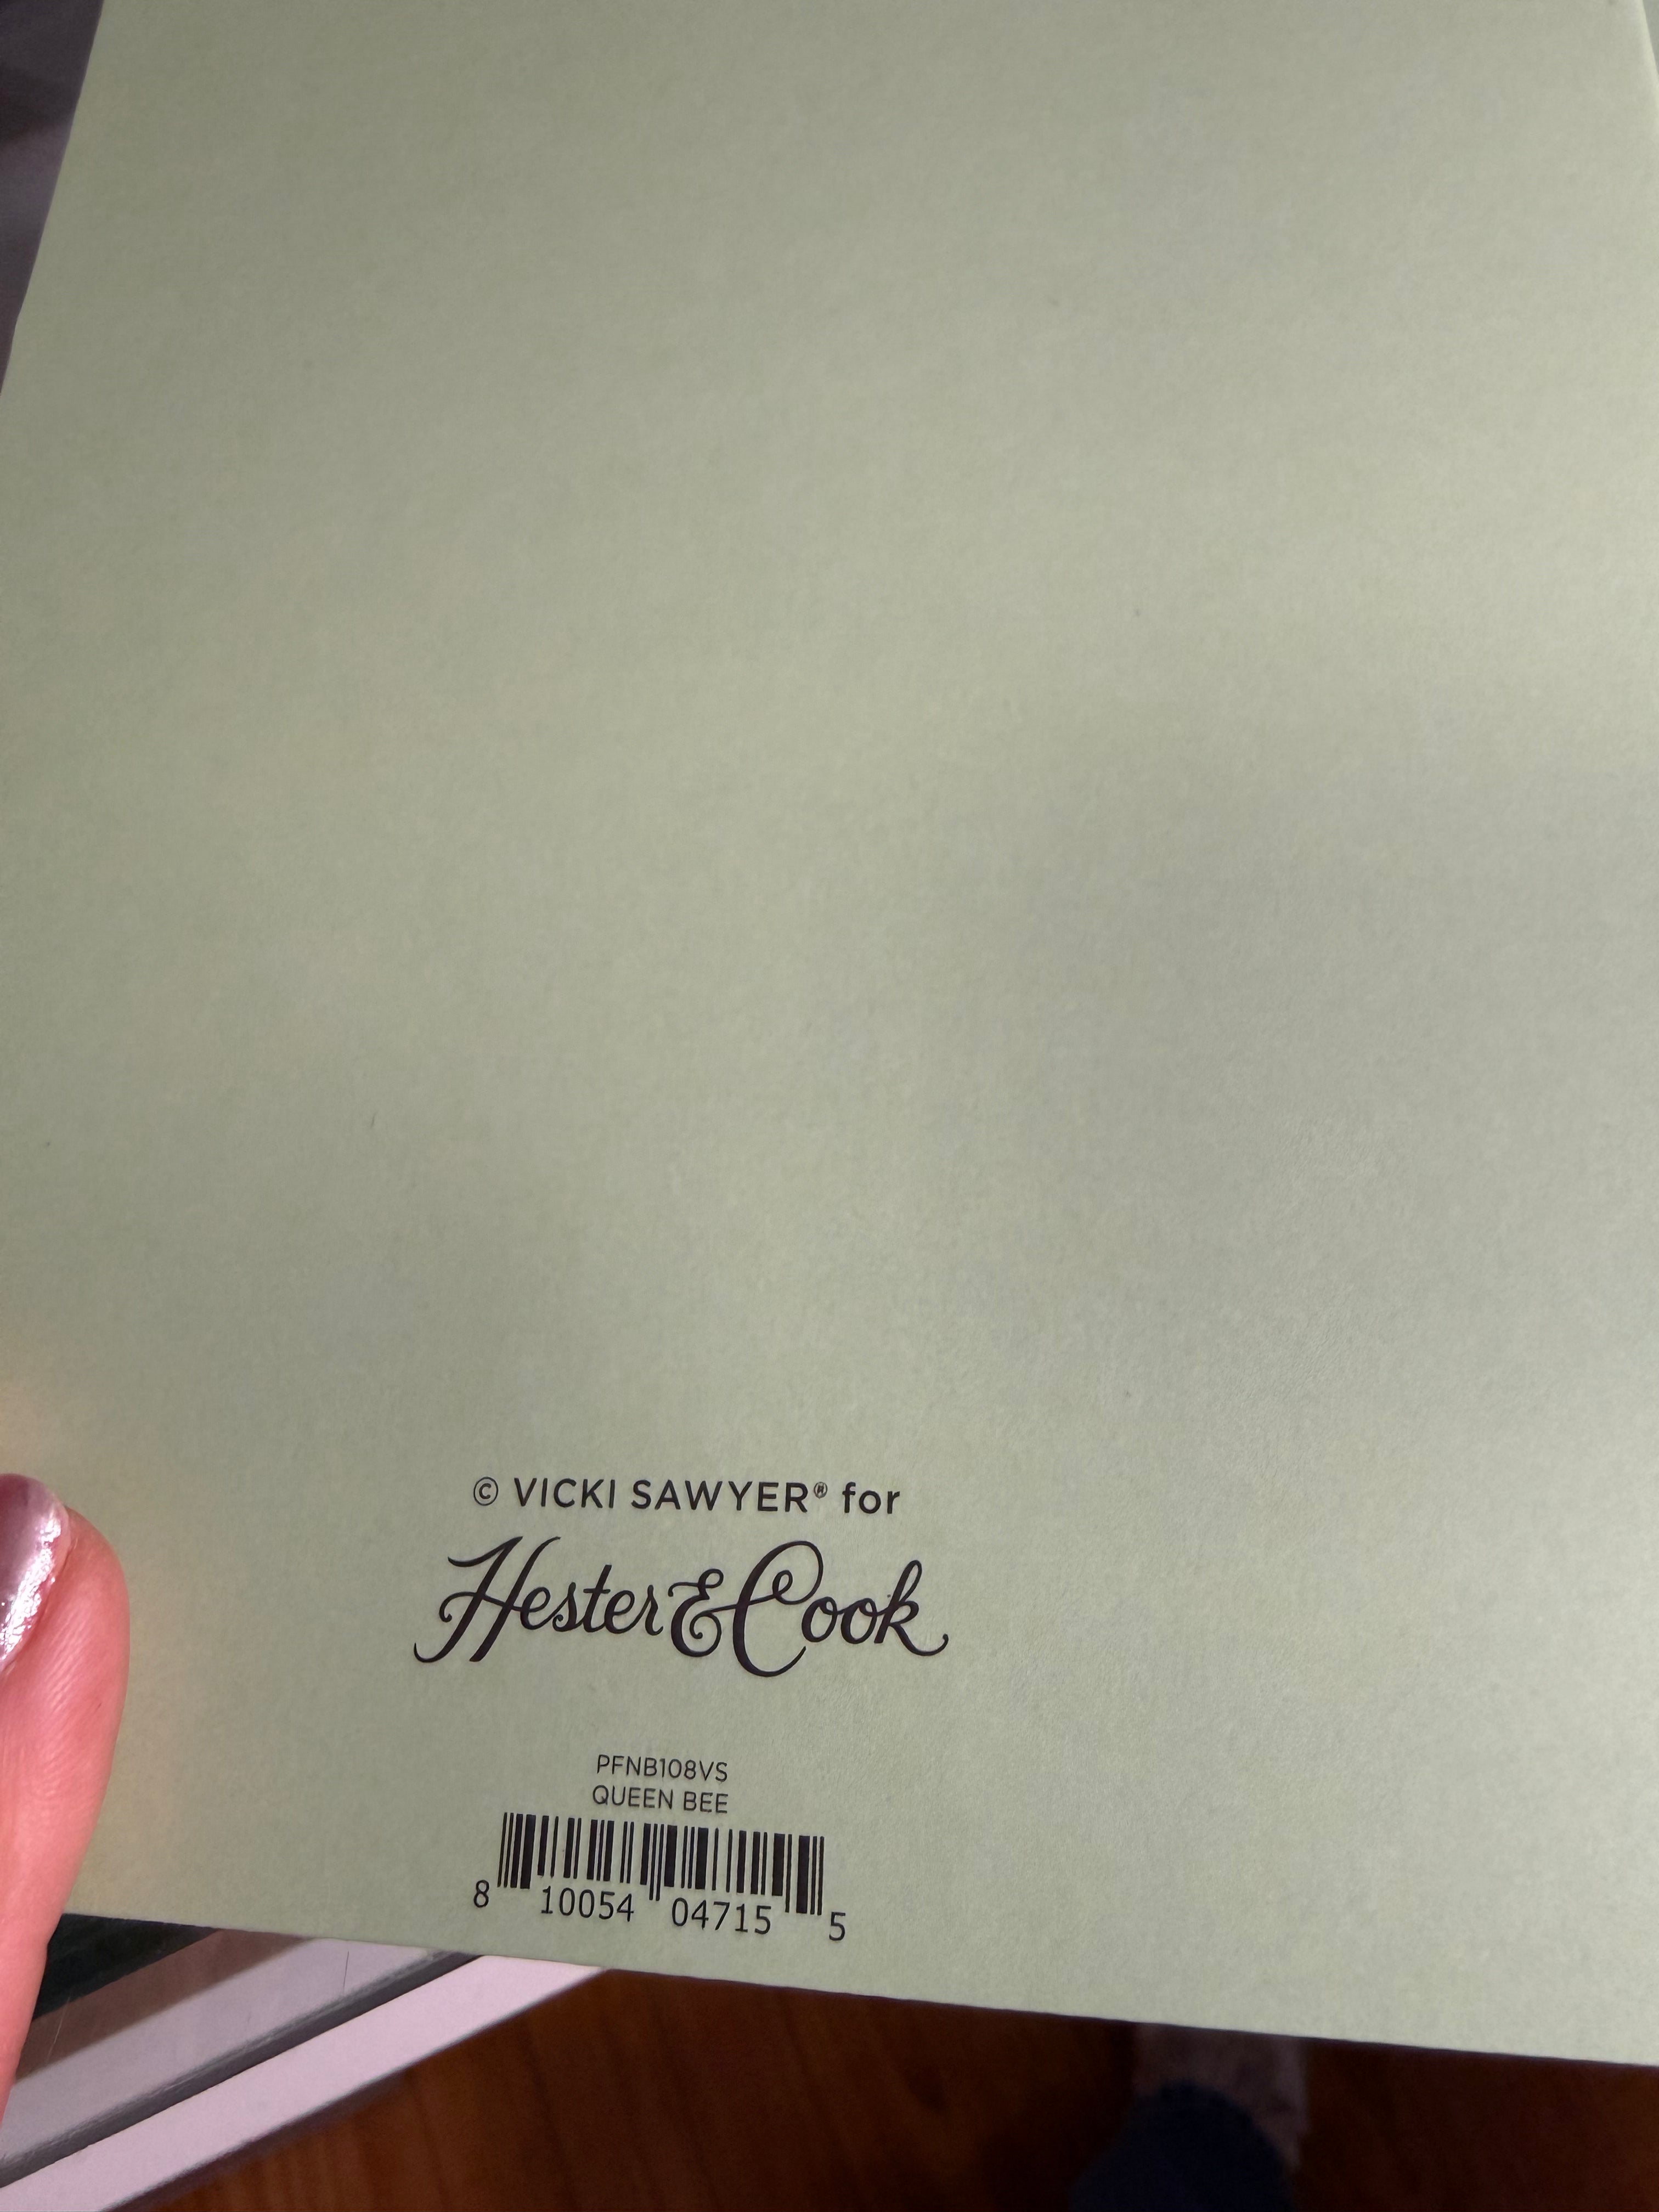 © VICKI SAWYER® for
Hester & Cook
PFNB108VS
QUEEN BEE
8 10054 04715 5